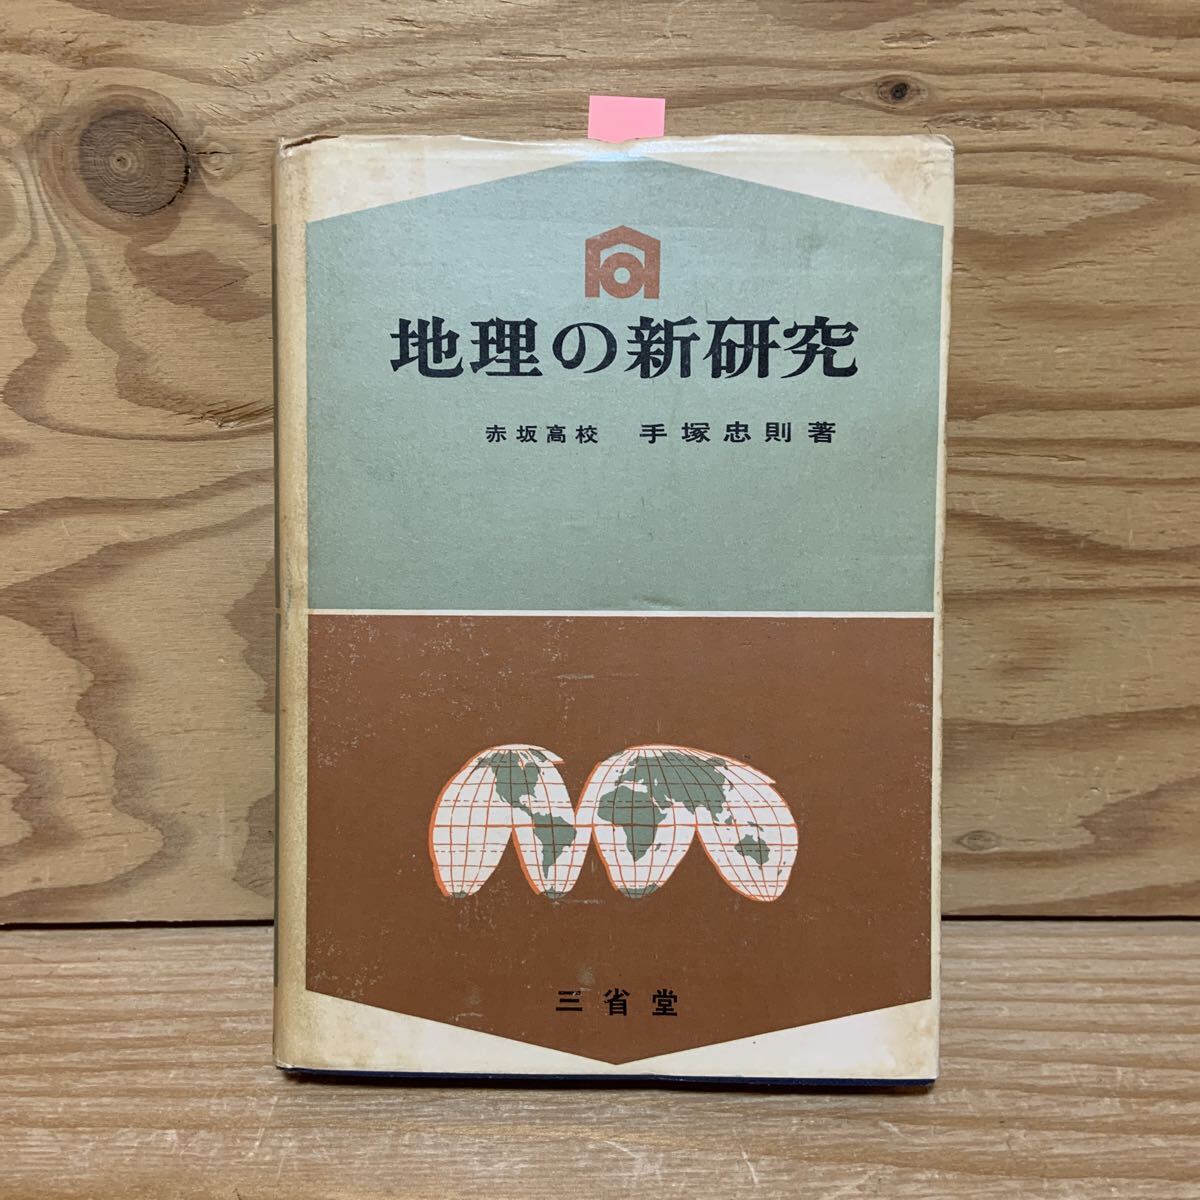 地理の新研究
赤坂高校 手塚忠則著
三省堂